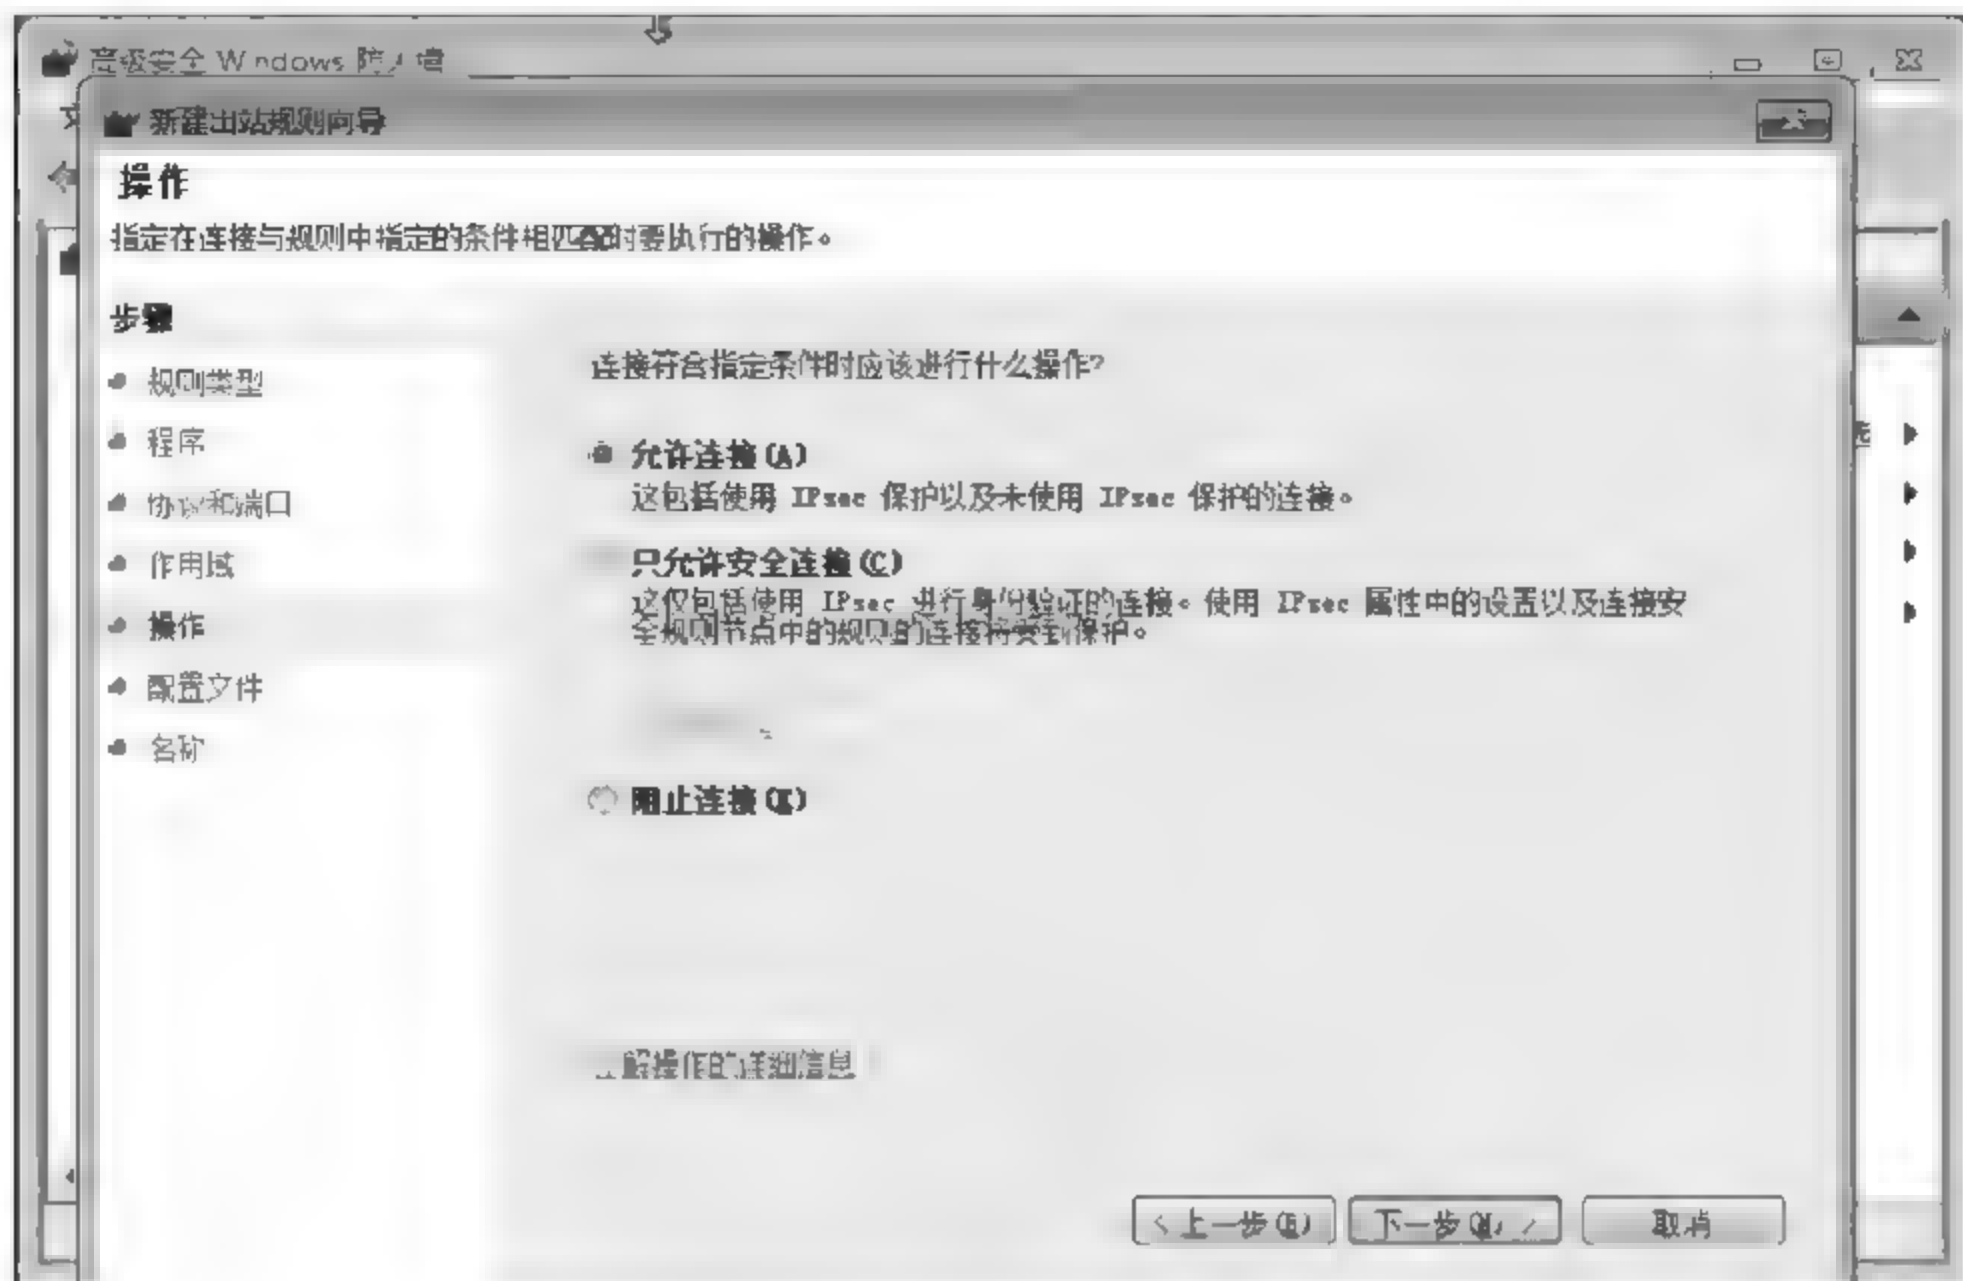 高级安全 Windows 防火墙
新建出站规则向导
操作
指定在连接与规则中指定的条件相匹配时要执行的操作。
步骤
规则类型
程序
协议和端口
作用域
操作
配置文件
名称
连接符合指定条件时应该进行什么操作?
允许连接(A)
这包括使用 IPsec 保护以及未使用 IPsec 保护的连接。
只允许安全连接(C)
这仅包括使用 IPsec 进行身份验证的连接。使用 IPsec 属性中的设置以及连接安
全规则节点中的规则的连接将受到保护。
阻止连接(K)
了解操作的详细信息
< 上一步(B)
下一步(N) >
取消